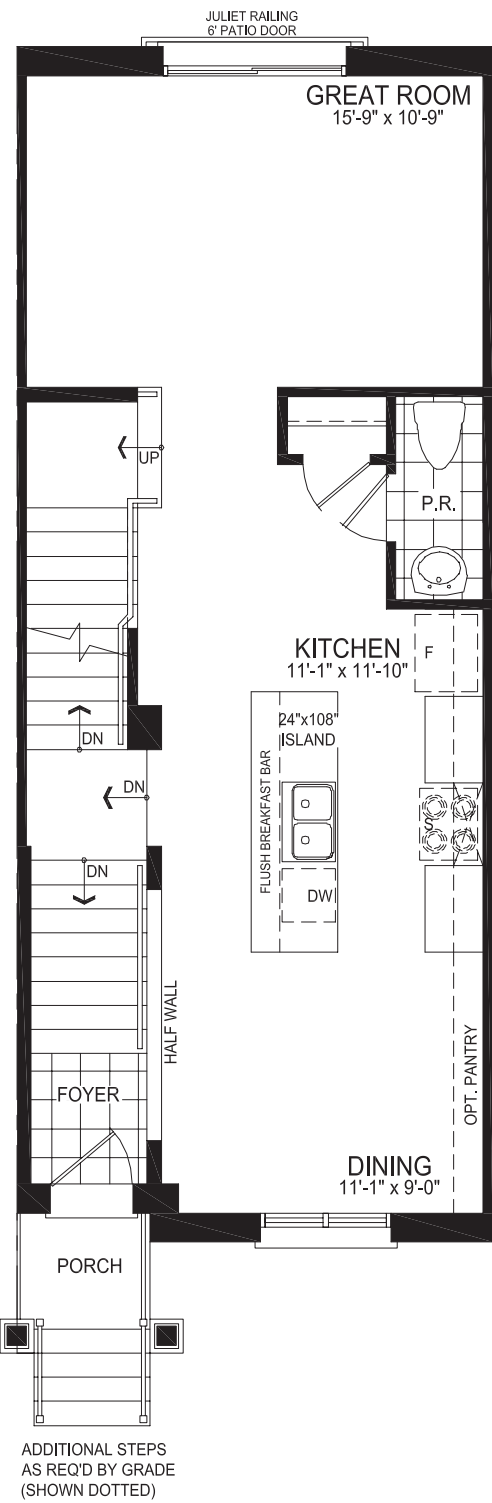 JULIET RAILING
6' PATIO DOOR
GREAT ROOM
15'-9" x 10'-9"
UP
P.R.
KITCHEN
11'-1" x 11'-10"
F
24"x108"
ISLAND
FLUSH BREAKFAST BAR
DN
DN
S
DW
DN
HALF WALL
OPT. PANTRY
FOYER
DINING
11'-1" x 9'-0"
PORCH
ADDITIONAL STEPS
AS REQ'D BY GRADE
(SHOWN DOTTED)